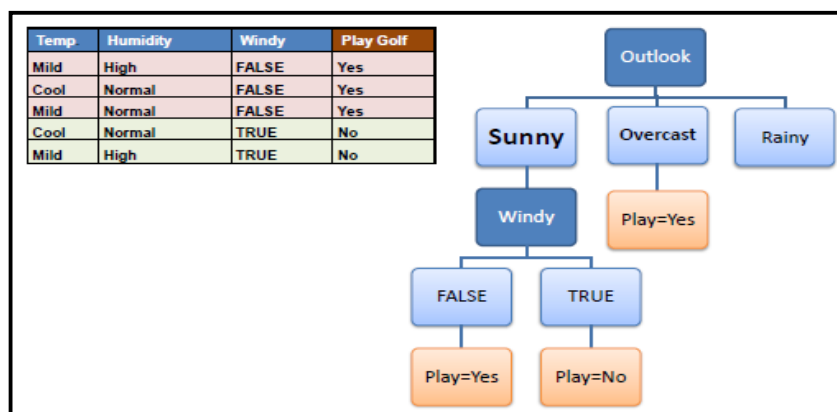 Temp. Humidity Windy Play Golf
Mild High FALSE Yes
Cool Normal FALSE Yes
Mild Normal FALSE Yes
Cool Normal TRUE No
Mild High TRUE No
Outlook
Sunny Overcast Rainy
Windy Play=Yes
FALSE TRUE
Play=Yes Play=No